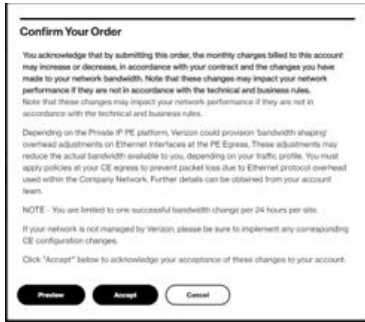 Confirm Your Order
You acknowledge that by submitting this order, the monthly charges billed to this account
may increase or decrease, in accordance with your contract and the changes you have
made to your network bandwidth. Note that these changes may impact your network
performance if they are not in accordance with the technical and business rules.
Note that these changes may impact your network performance if they are not in
accordance with the technical and business rules.
Depending on the Private IP PE platform, Verizon could provision 'bandwidth shaping'
overhead adjustments on Ethernet Interfaces at the PE Egress, These adjustments may
reduce the actual bandwidth available to you, depending on your traffic profile. You must
apply policies at your CE egress to prevent packet loss due to Ethernet protocol overhead
used within the Company Network. Further details can be obtained from your account
team.
NOTE - You are limited to one successful bandwidth change per 24 hours per site.
If your network is not managed by Verizon, please be sure to implement any corresponding
CE configuration changes.
Click "Accept" below to acknowledge your acceptance of these changes to your account.
Preview Accept Cancel